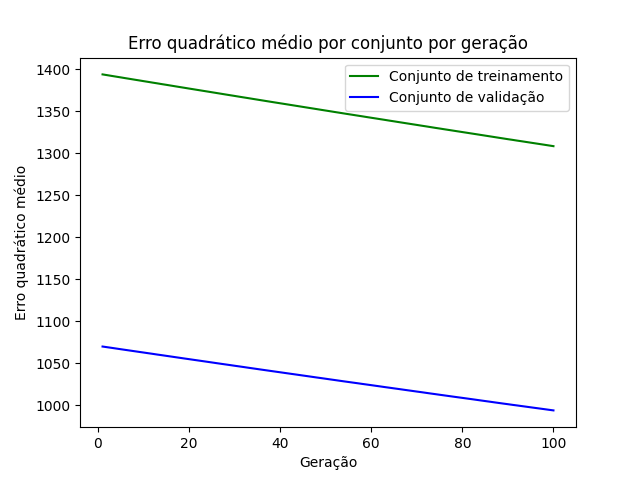 Erro quadrático médio por conjunto por geração
Conjunto de treinamento
Conjunto de validação
1400
1350
1300
1250
1200
1150
1100
1050
1000
Erro quadrático médio
0 20 40 60 80 100
Geração